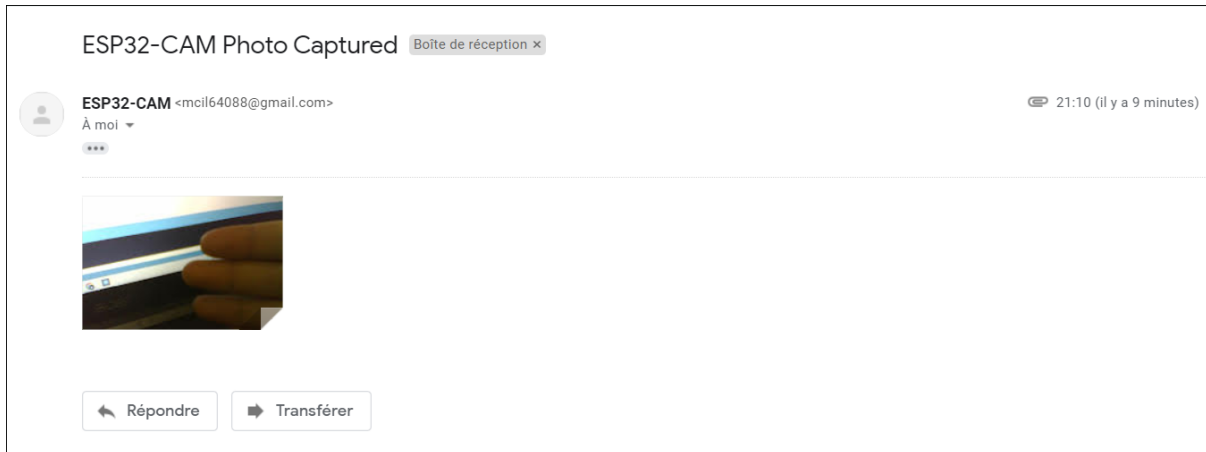 ESP32-CAM Photo Captured Boîte de réception ×
ESP32-CAM <mcil64088@gmail.com> 21:10 (il y a 9 minutes)
À moi
Répondre Transférer